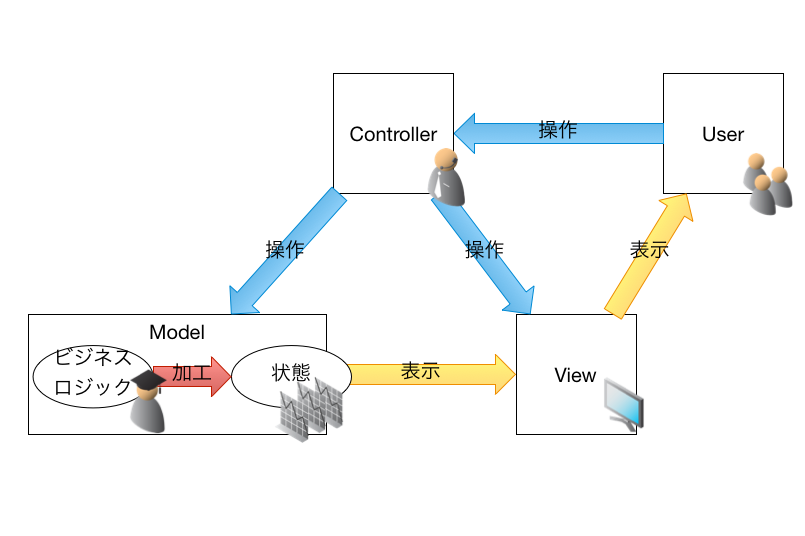 Controller
操作
User
操作
操作
表示
Model
ビジネス
ロジック
加工
状態
表示
View